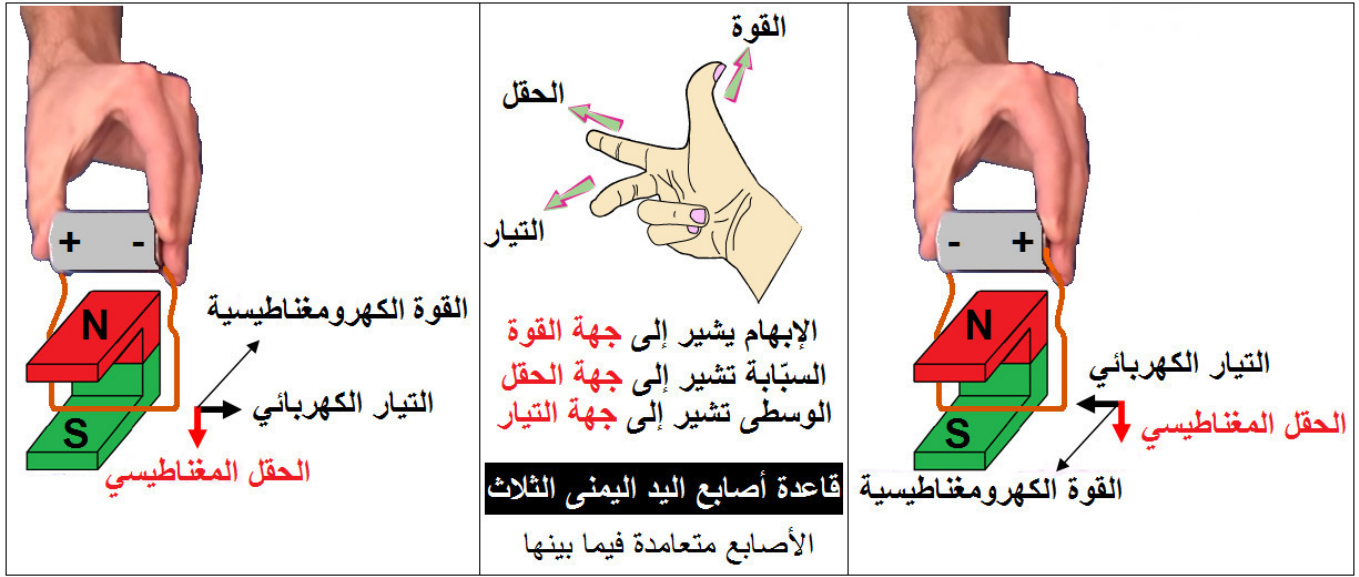 + -
N
S
القوة الكهرومغناطيسية
التيار الكهربائي
الحقل المغناطيسي
القوة
الحقل
التيار
الإبهام يشير إلى جهة القوة
السبّابة تشير إلى جهة الحقل
الوسطى تشير إلى جهة التيار
قاعدة أصابع اليد اليمنى الثلاث
الأصابع متعامدة فيما بينها
- +
N
S
التيار الكهربائي
الحقل المغناطيسي
القوة الكهرومغناطيسية